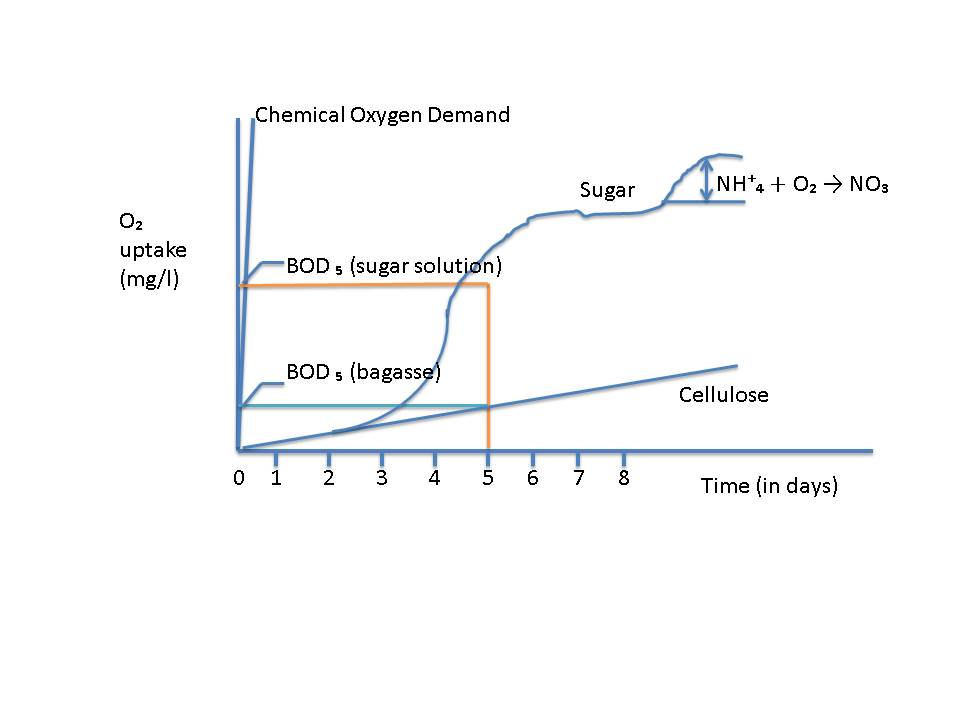 Chemical Oxygen Demand
NH⁺₄ + O₂ → NO₃
Sugar
O₂
uptake
(mg/l)
BOD ₅ (sugar solution)
BOD ₅ (bagasse)
Cellulose
0 1 2 3 4 5 6 7 8
Time (in days)